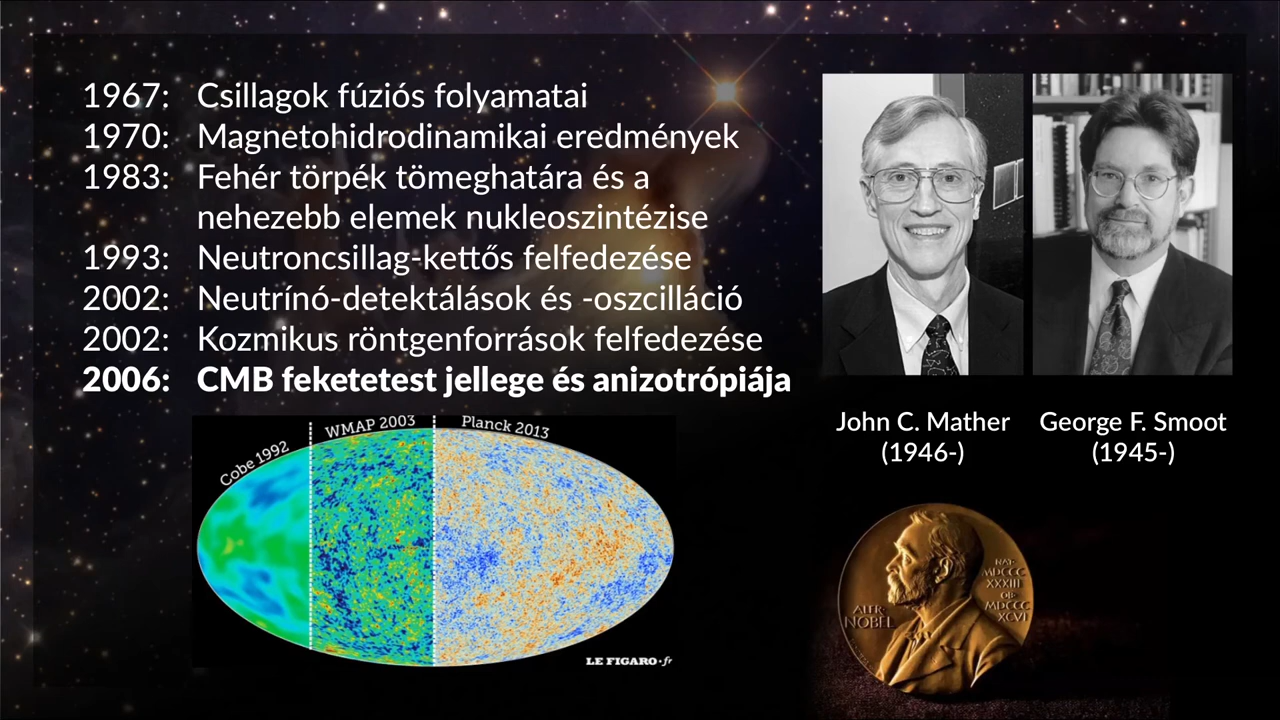 1967: Csillagok fúziós folyamatai
1970: Magnetohidrodinamikai eredmények
1983: Fehér törpék tömeghatára és a
nehezebb elemek nukleoszintézise
1993: Neutroncsillag-kettős felfedezése
2002: Neutrínó-detektálások és -oszcilláció
2002: Kozmikus röntgenforrások felfedezése
2006: CMB feketetest jellege és anizotrópiája
John C. Mather
(1946-)
George F. Smoot
(1945-)
Cobe 1992
WMAP 2003
Planck 2013
LE FIGARO·fr
ALFR·
NOBEL
NAT·
MDCCC
XXXIII
OB·
MDCCC
XCVI